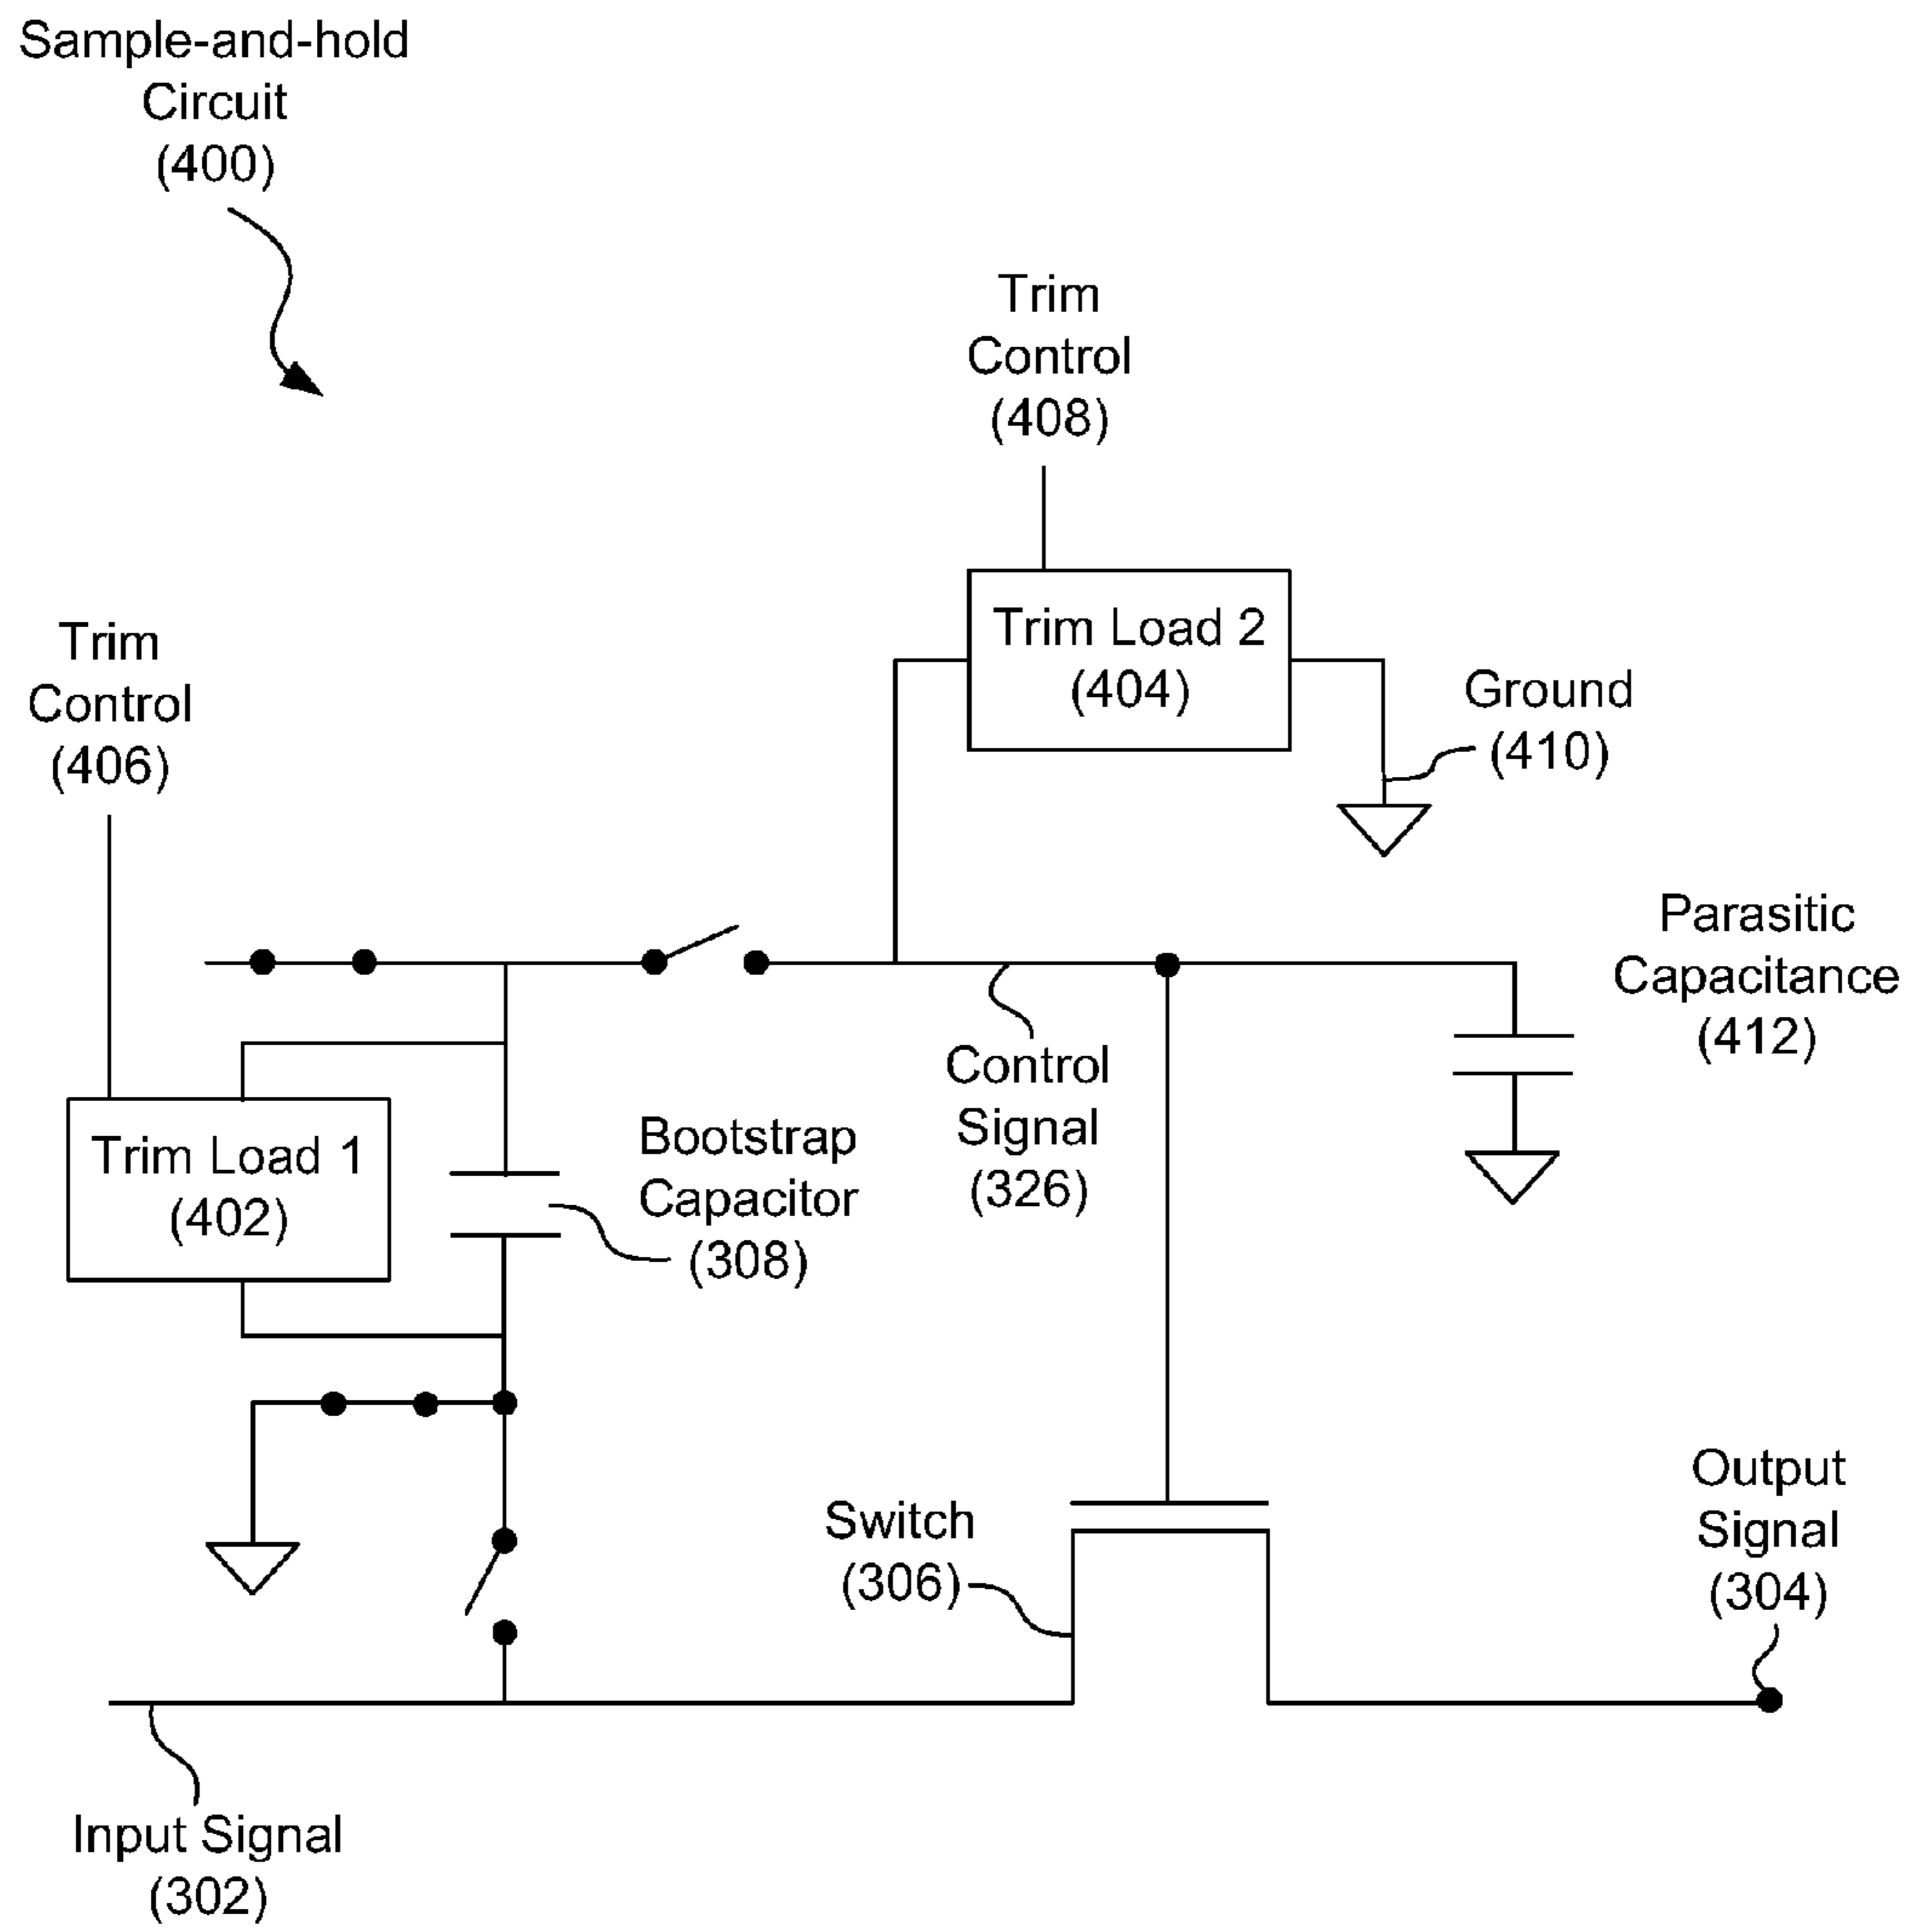 Sample-and-hold
Circuit
(400)
Trim
Control
(408)
Trim Load 2
(404)
Trim
Control
(406)
Ground
(410)
Parasitic
Capacitance
(412)
Control
Signal
(326)
Trim Load 1
(402)
Bootstrap
Capacitor
(308)
Switch
(306)
Output
Signal
(304)
Input Signal
(302)